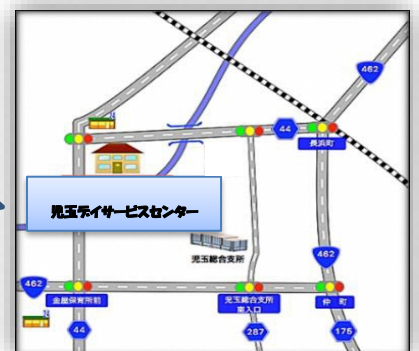 462
44
長浜町
児玉デイサービスセンター
児玉総合支所
462
462
金屋保育所前
児玉総合支所
東入口
仲町
44
287
175